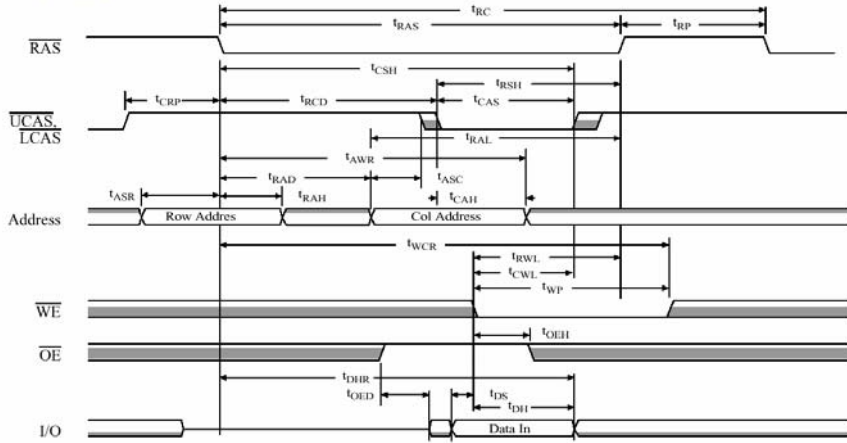 tRC
tRAS
tRP
RAS
tCSH
tRSH
tCRP
tRCD
tCAS
UCAS,
LCAS
tRAL
tAWR
tRAD
tASC
tASR
tRAH
tCAH
Address
Row Addres
Col Address
tWCR
tRWL
tCWL
tWP
WE
tOEH
OE
tDHR
tOED
tDS
tDH
I/O
Data In